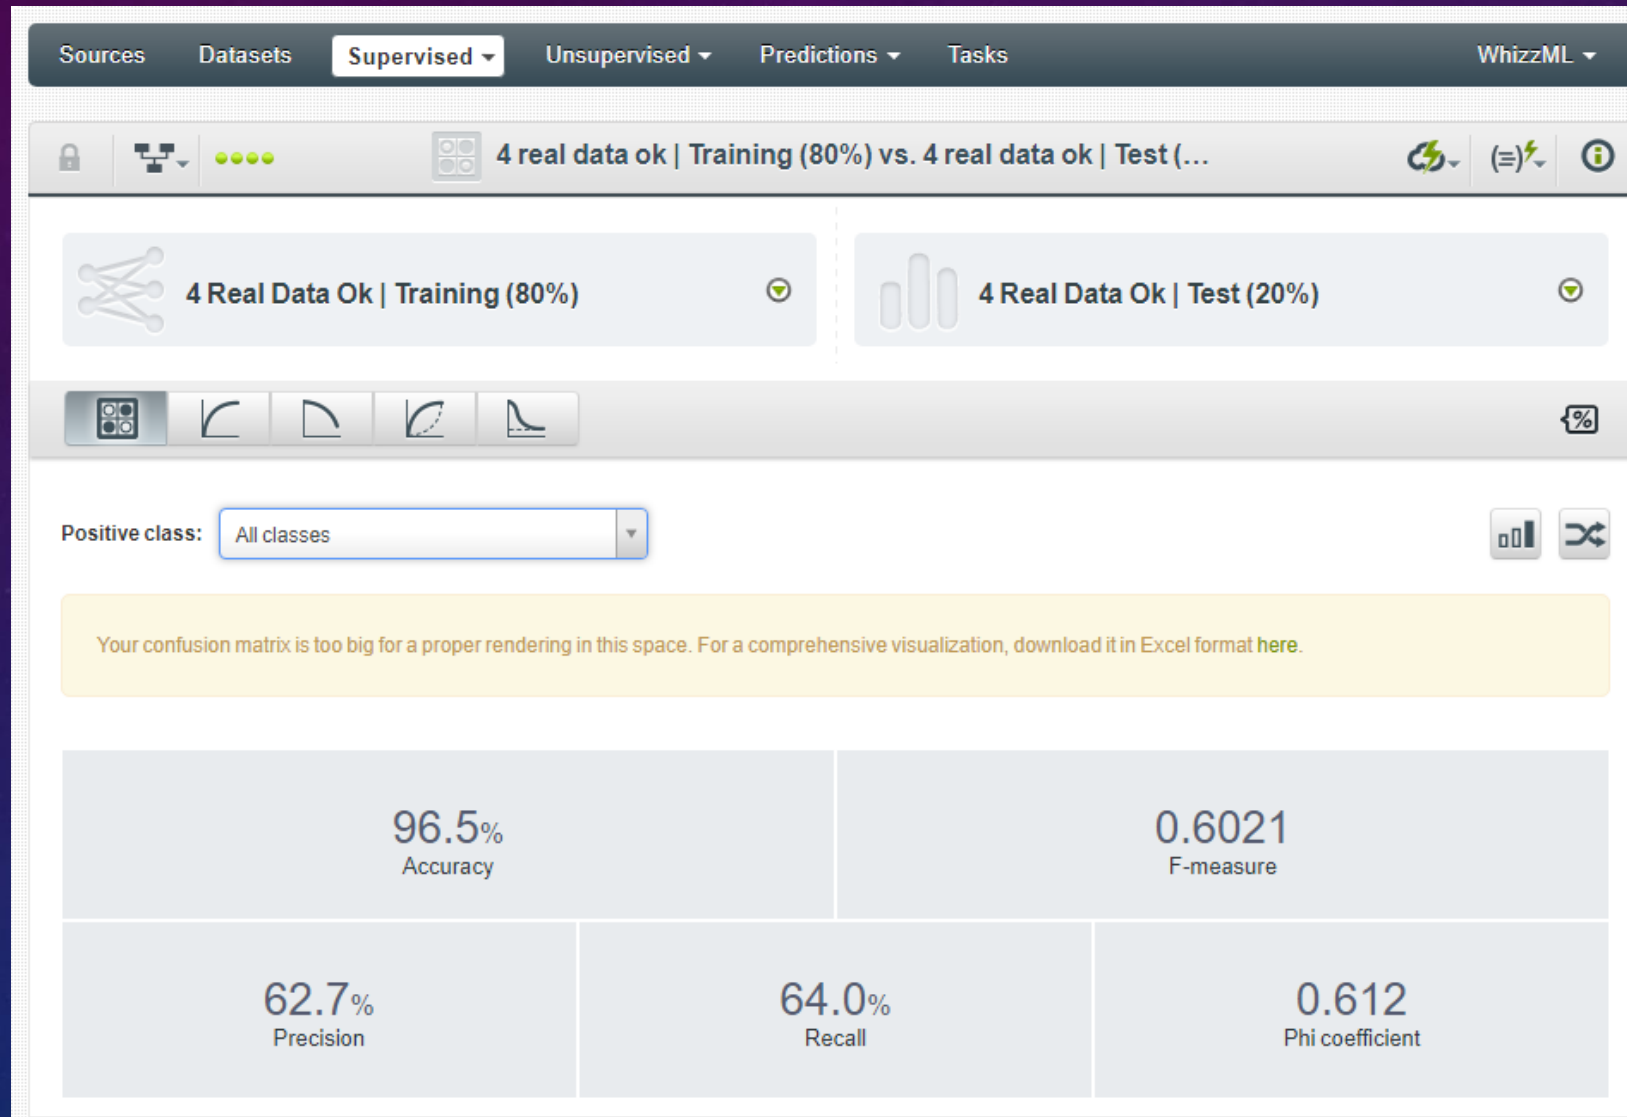 Sources Datasets Supervised Unsupervised Predictions Tasks WhizzML
4 real data ok | Training (80%) vs. 4 real data ok | Test (...
4 Real Data Ok | Training (80%)
4 Real Data Ok | Test (20%)
Positive class: All classes
Your confusion matrix is too big for a proper rendering in this space. For a comprehensive visualization, download it in Excel format here.
96.5%
Accuracy
0.6021
F-measure
62.7%
Precision
64.0%
Recall
0.612
Phi coefficient